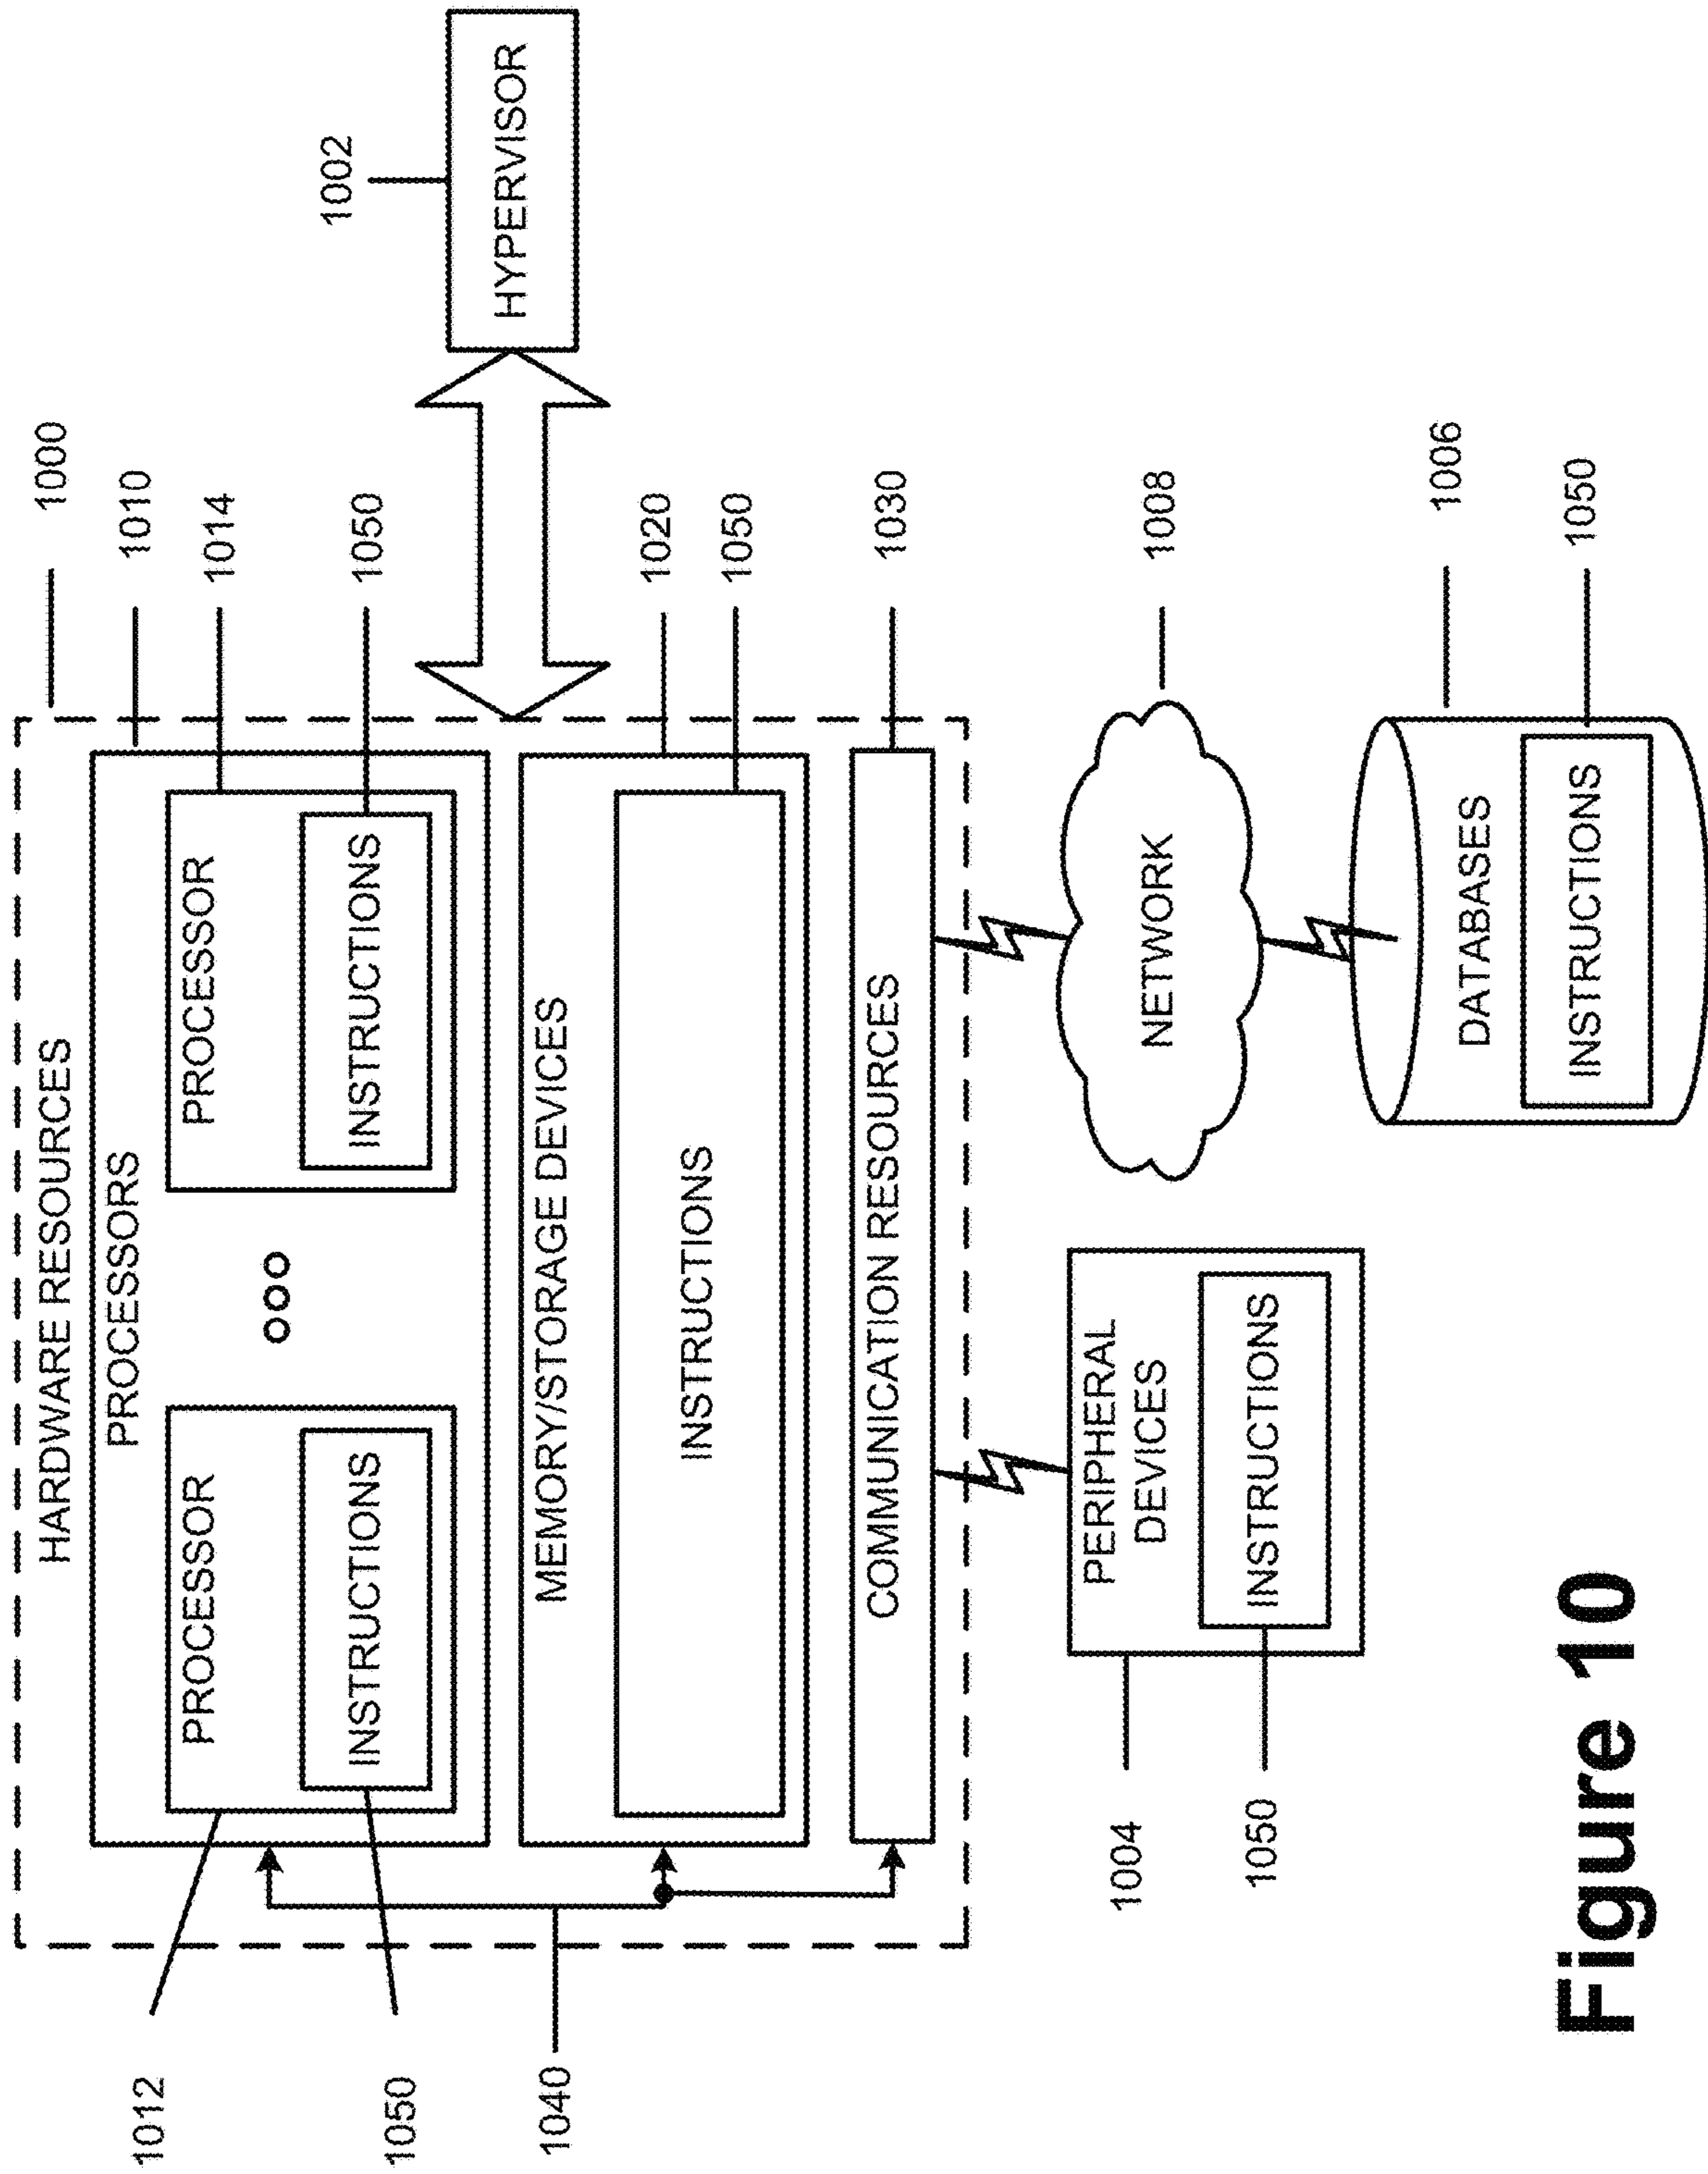 HARDWARE RESOURCES
1000
PROCESSORS
1010
1012
PROCESSOR
PROCESSOR
1014
1050
INSTRUCTIONS
INSTRUCTIONS
1050
1002
HYPERVISOR
1040
MEMORY/STORAGE DEVICES
1020
INSTRUCTIONS
1050
COMMUNICATION RESOURCES
1030
1004
PERIPHERAL
DEVICES
1050
INSTRUCTIONS
NETWORK
1008
DATABASES
1006
INSTRUCTIONS
1050
Figure 10